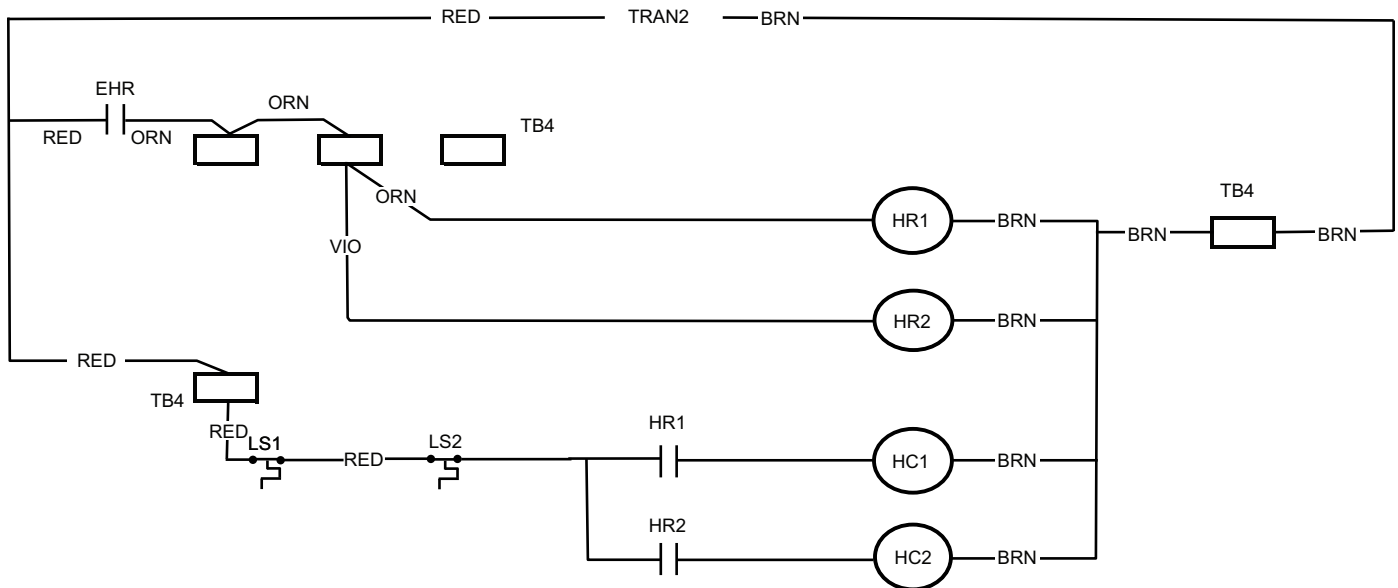 RED TRAN2 BRN
EHR
ORN
RED ORN
TB4
ORN
TB4
HR1 BRN
VIO
BRN BRN
HR2 BRN
RED
TB4
RED
LS1
RED
LS2
HR1
HC1 BRN
HR2
HC2 BRN